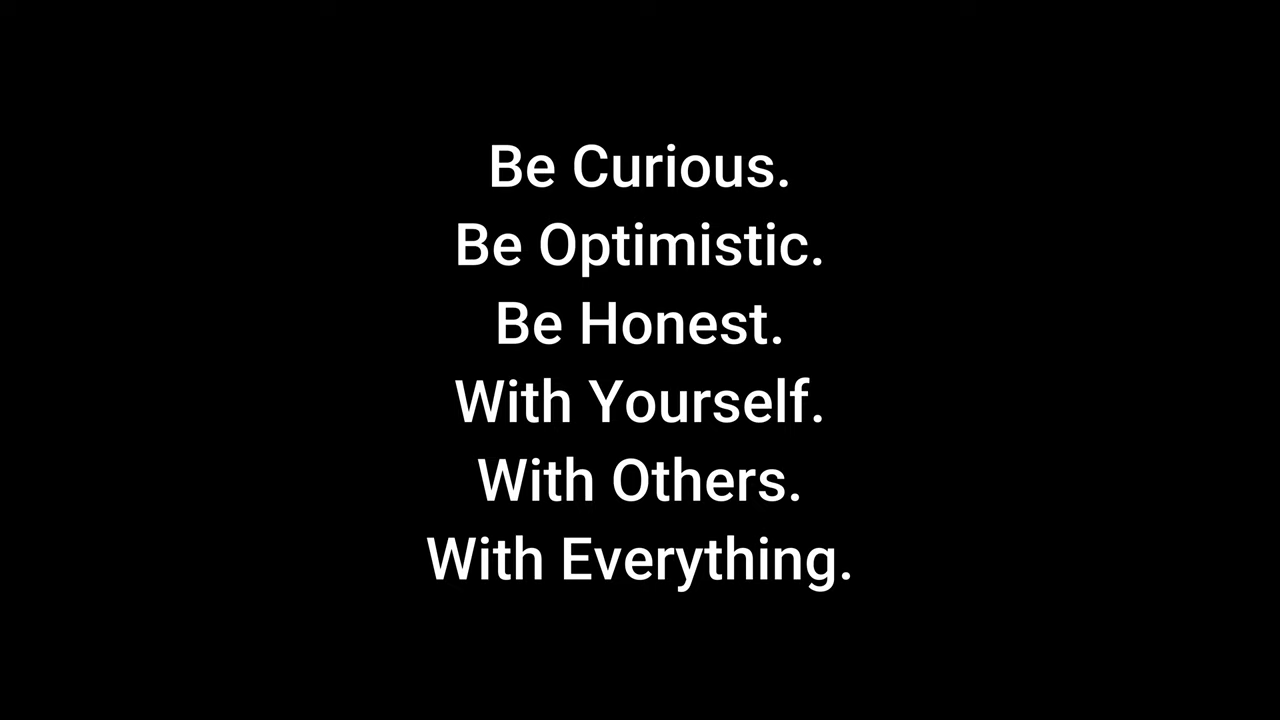 Be Curious.
Be Optimistic.
Be Honest.
With Yourself.
With Others.
With Everything.